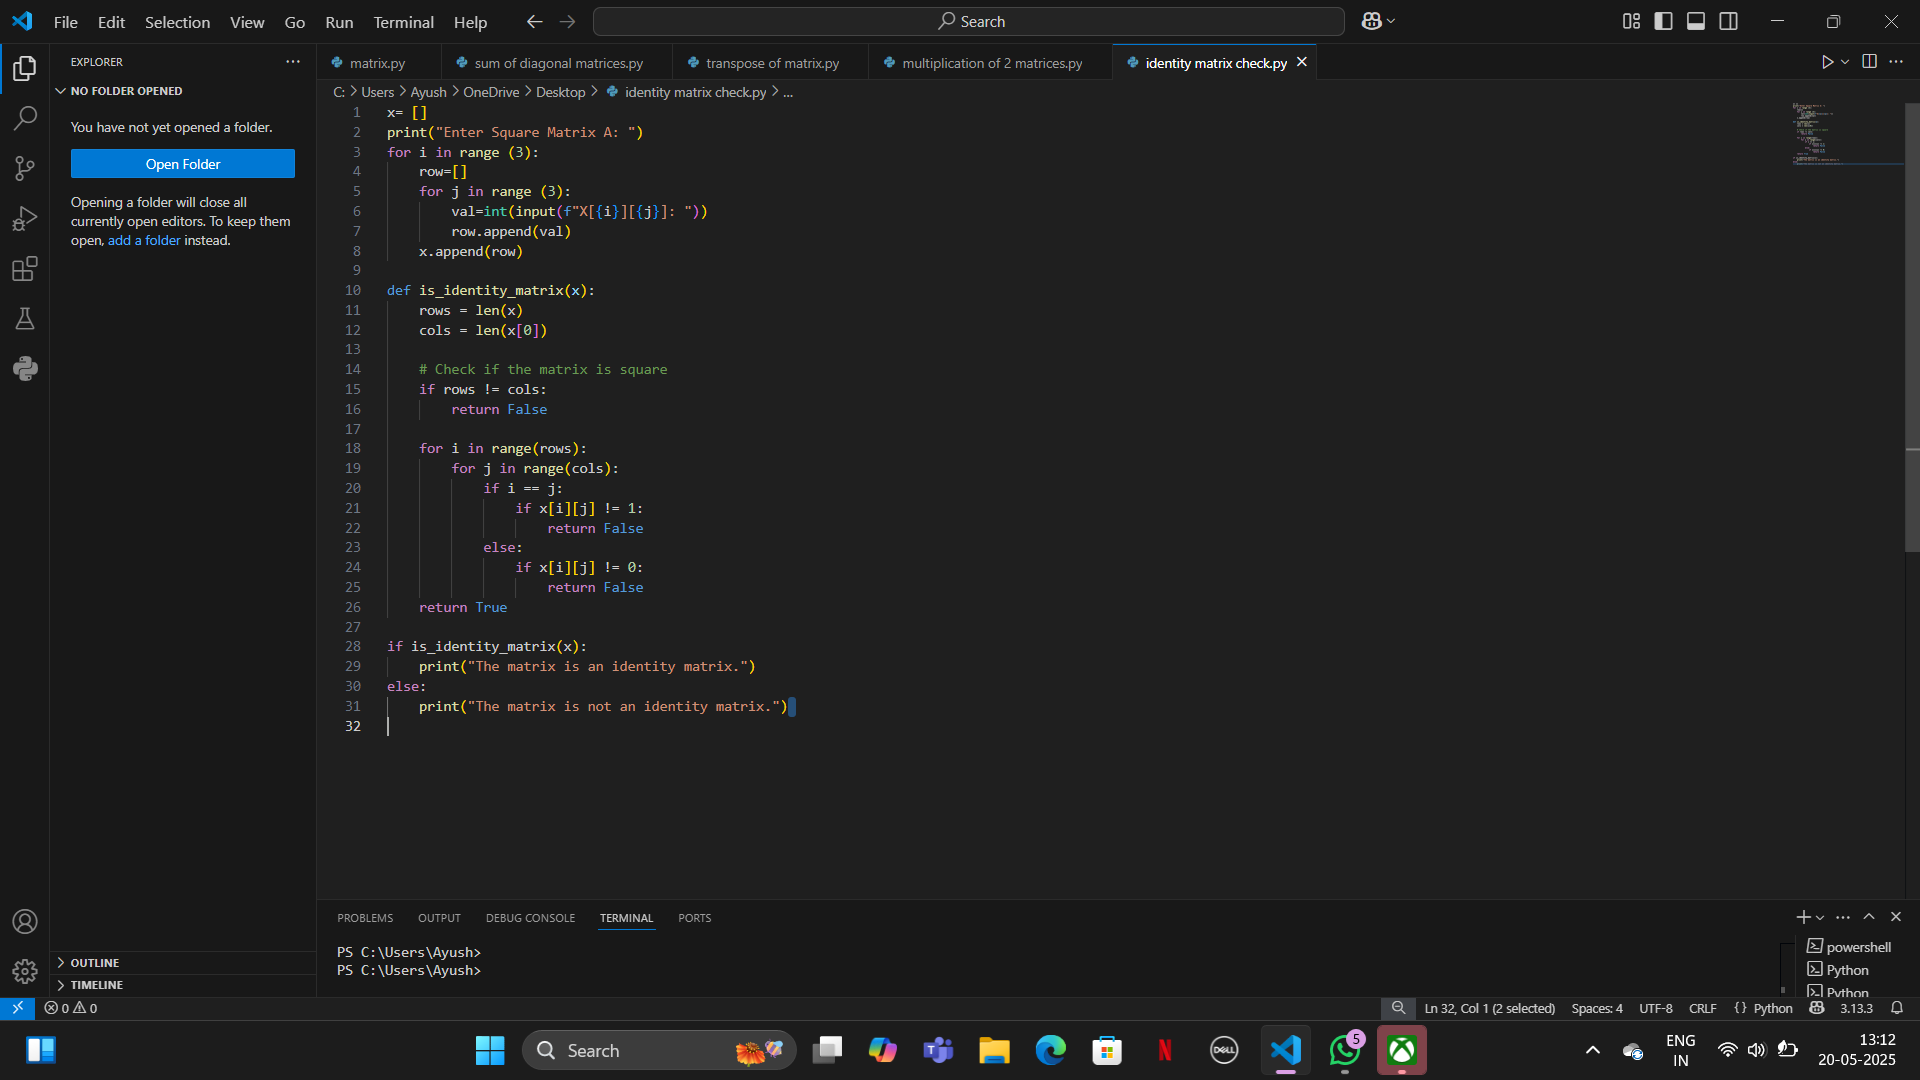 File Edit Selection View Go Run Terminal Help
Search
EXPLORER
NO FOLDER OPENED
You have not yet opened a folder.
Open Folder
Opening a folder will close all
currently open editors. To keep them
open, add a folder instead.
OUTLINE
TIMELINE
matrix.py sum of diagonal matrices.py transpose of matrix.py multiplication of 2 matrices.py identity matrix check.py
C: > Users > Ayush > OneDrive > Desktop > identity matrix check.py > ...
1 x= []
2 print("Enter Square Matrix A: ")
3 for i in range (3):
4     row=[]
5     for j in range (3):
6         val=int(input(f"X[{i}][{j}]: "))
7         row.append(val)
8     x.append(row)
9
10 def is_identity_matrix(x):
11     rows = len(x)
12     cols = len(x[0])
13
14     # Check if the matrix is square
15     if rows != cols:
16         return False
17
18     for i in range(rows):
19         for j in range(cols):
20             if i == j:
21                 if x[i][j] != 1:
22                     return False
23             else:
24                 if x[i][j] != 0:
25                     return False
26     return True
27
28 if is_identity_matrix(x):
29     print("The matrix is an identity matrix.")
30 else:
31     print("The matrix is not an identity matrix.")
32
PROBLEMS OUTPUT DEBUG CONSOLE TERMINAL PORTS
PS C:\Users\Ayush>
PS C:\Users\Ayush>
powershell
Python
Python
0 0
Ln 32, Col 1 (2 selected) Spaces: 4 UTF-8 CRLF { } Python 3.13.3
Search
DELL
5
ENG
IN
13:12
20-05-2025